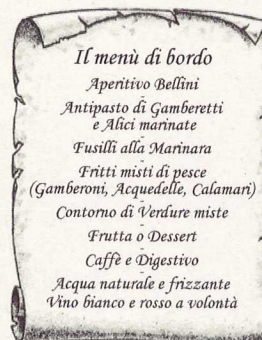 Il menù di bordo
Aperitivo Bellini
-
Antipasto di Gamberetti
e Alici marinate
-
Fusilli alla Marinara
-
Fritti misti di pesce
(Gamberoni, Acquedelle, Calamari)
-
Contorno di Verdure miste
-
Frutta o Dessert
-
Caffè e Digestivo
-
Acqua naturale e frizzante
Vino bianco e rosso a volontà